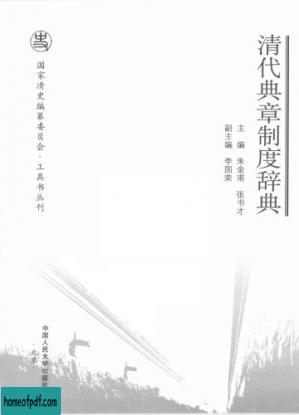 清代典章制度辞典
主 编 朱金甫 张书才
副主编 李国荣
国家清史编纂委员会·工具书丛刊
中国人民大学出版社
·北京·
homeofpdf.com